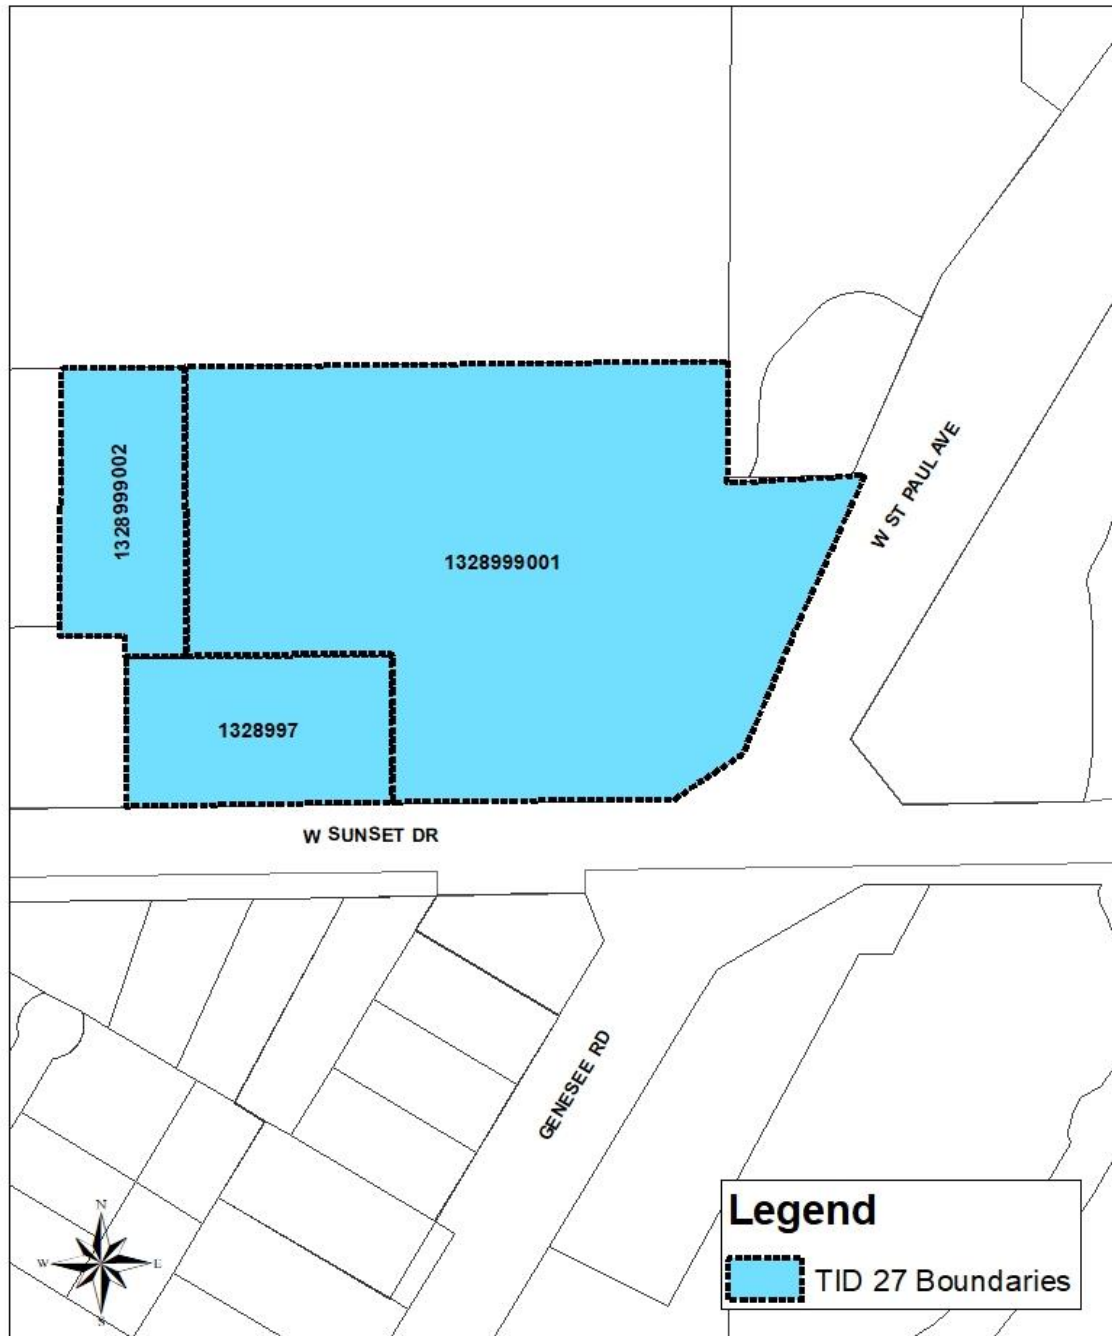 W ST PAUL AVE
1328999002
1328999001
1328997
W SUNSET DR
GENESEE RD
N
W E
S
Legend
TID 27 Boundaries